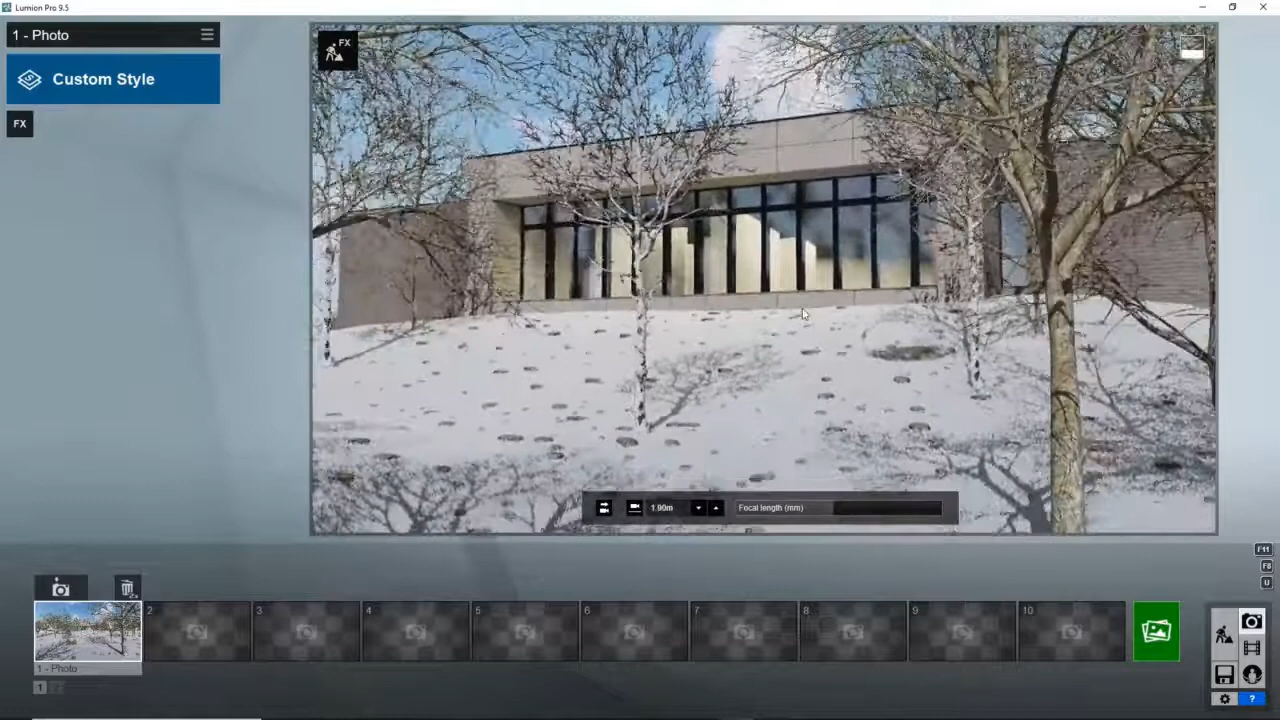 Lumion Pro 9.5
1 - Photo
Custom Style
FX
FX
1.90m
Focal length (mm)
F11
F8
U
2
3
4
5
6
7
8
9
10
1 - Photo
1
?